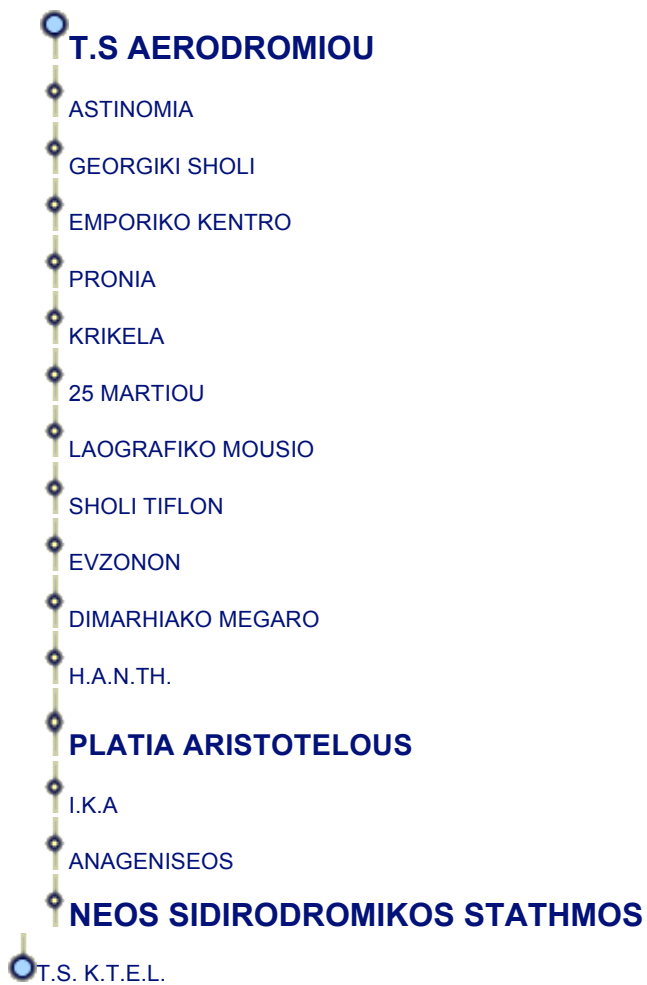 T.S AERODROMIOU
ASTINOMIA
GEORGIKI SHOLI
EMPORIKO KENTRO
PRONIA
KRIKELA
25 MARTIOU
LAOGRAFIKO MOUSIO
SHOLI TIFLON
EVZONON
DIMARHIAKO MEGARO
H.A.N.TH.
PLATIA ARISTOTELOUS
I.K.A
ANAGENISEOS
NEOS SIDIRODROMIKOS STATHMOS
T.S. K.T.E.L.